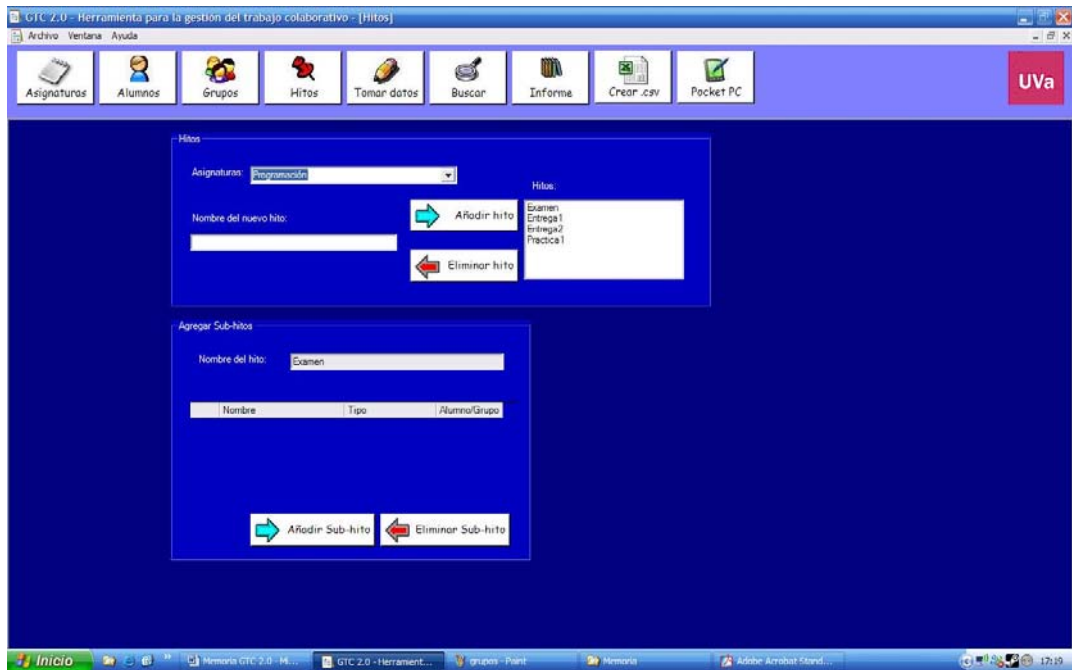 GTC 2.0 - Herramienta para la gestión del trabajo colaborativo - [Hitos]
Archivo Ventana Ayuda
Asignaturas Alumnos Grupos Hitos Tomar datos Buscar Informe Crear .csv Pocket PC UVa
Hitos
Asignaturas: Programación
Hitos:
Nombre del nuevo hito:
Añadir hito
Examen
Entrega1
Entrega2
Practica1
Eliminar hito
Agregar Sub-hitos
Nombre del hito: Examen
Nombre Tipo Alumno/Grupo
Añadir Sub-hito Eliminar Sub-hito
Inicio Memoria GTC 2.0 - Mi... GTC 2.0 - Herramient... grupos - Paint Memoria Adobe Acrobat Stand... 17:19